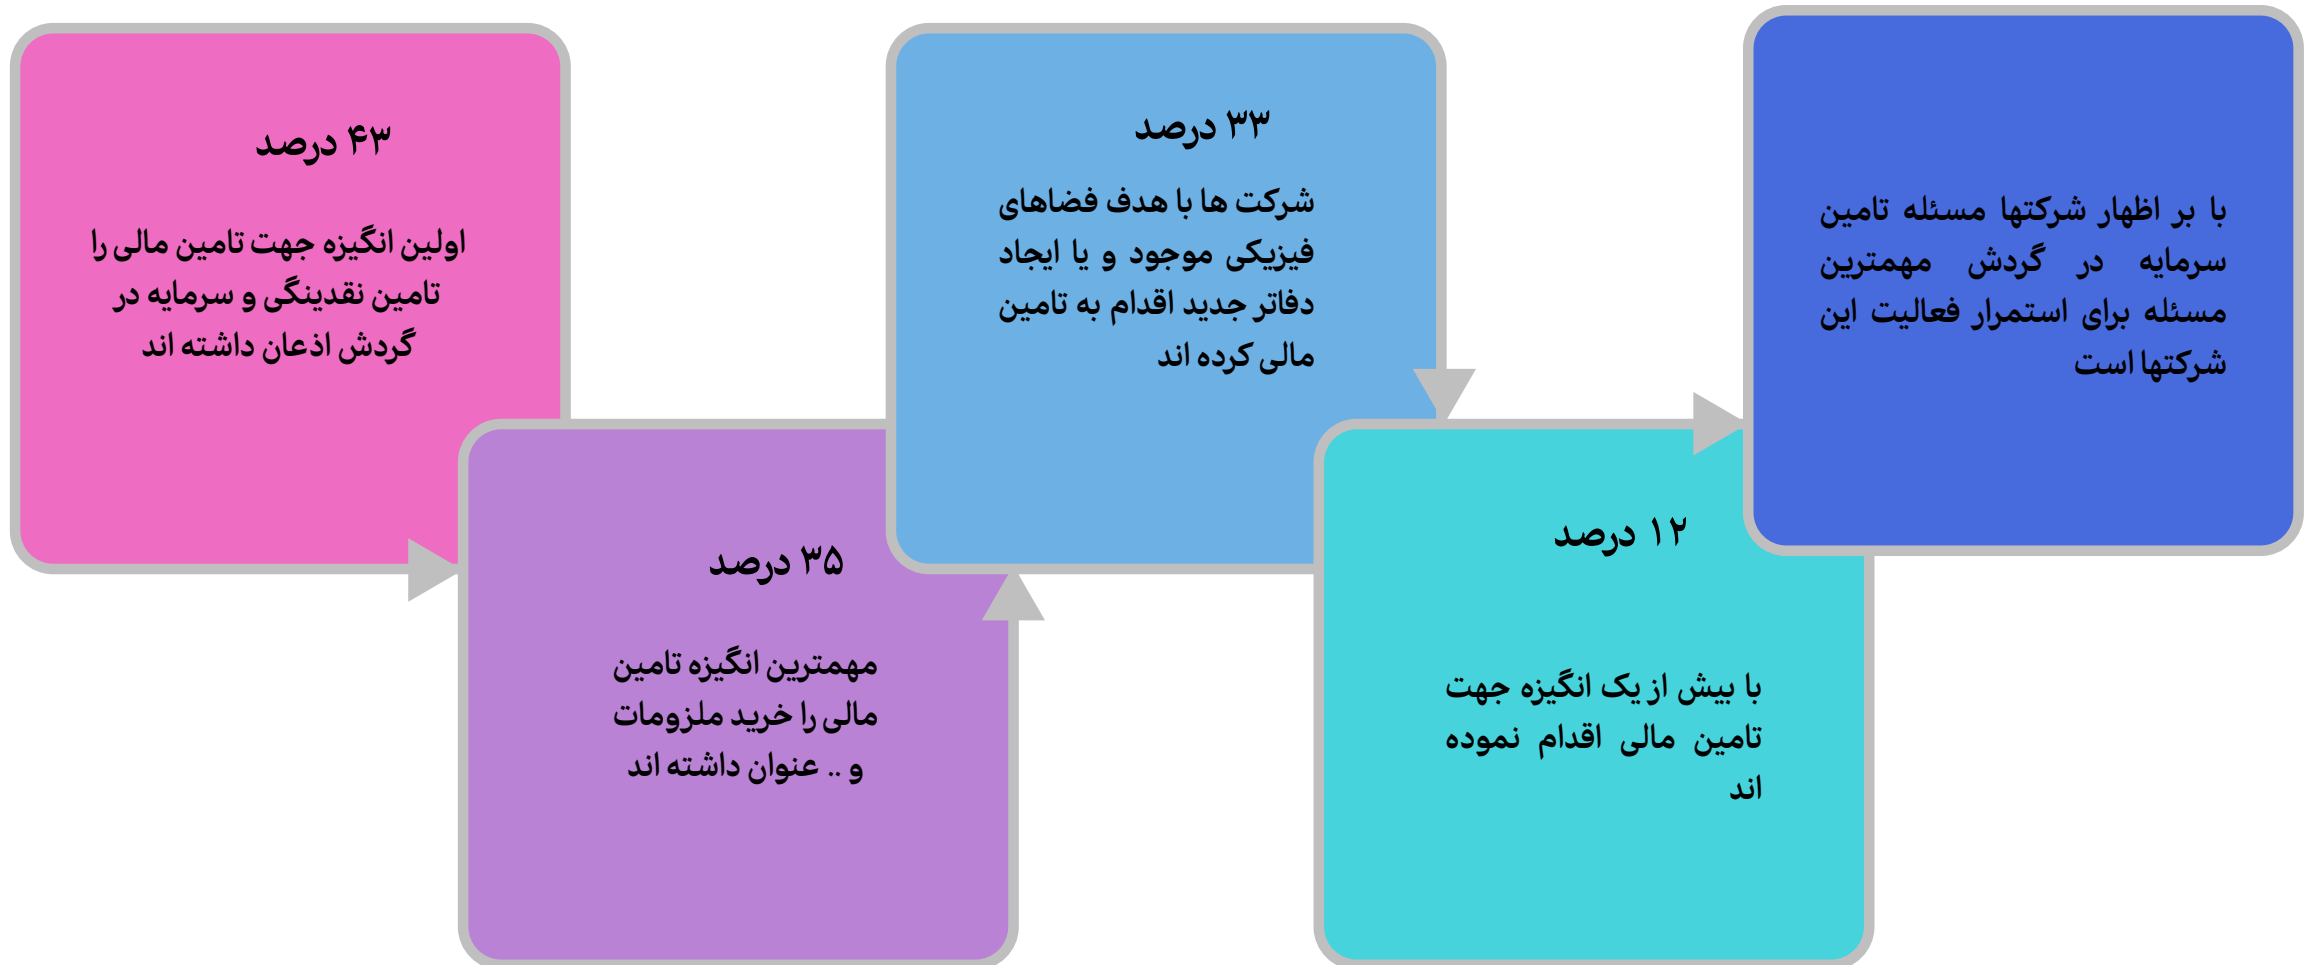 ۴۳ درصد
اولین انگیزه جهت تامین مالی را
تامین نقدینگی و سرمایه در
گردش اذعان داشته اند
۳۵ درصد
مهمترین انگیزه تامین
مالی را خرید ملزومات
و .. عنوان داشته اند
۳۳ درصد
شرکت ها با هدف فضاهای
فیزیکی موجود و یا ایجاد
دفاتر جدید اقدام به تامین
مالی کرده اند
۱۲ درصد
با بیش از یک انگیزه جهت
تامین مالی اقدام نموده
اند
با بر اظهار شرکتها مسئله تامین
سرمایه در گردش مهمترین
مسئله برای استمرار فعالیت این
شرکتها است